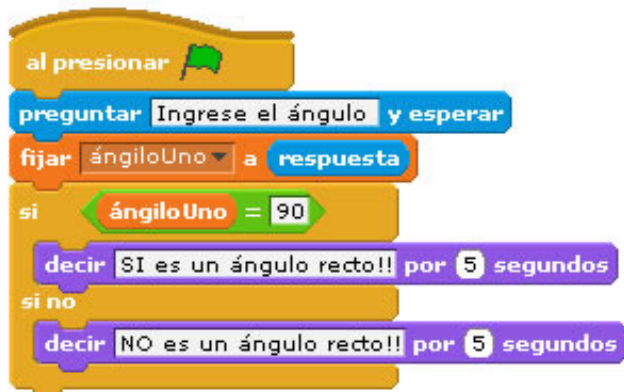 al presionar
preguntar Ingrese el ángulo y esperar
fijar ángiloUno a respuesta
si ángiloUno = 90
decir SI es un ángulo recto!! por 5 segundos
si no
decir NO es un ángulo recto!! por 5 segundos